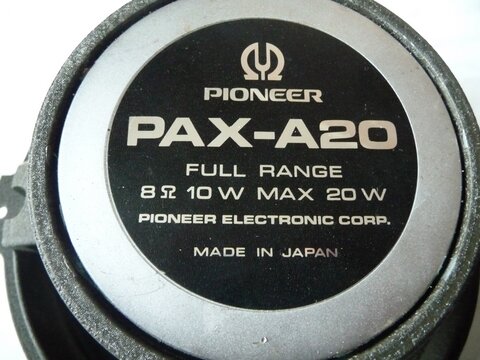 PIONEER
PAX-A20
FULL RANGE
8Ω 10W MAX 20W
PIONEER ELECTRONIC CORP.
MADE IN JAPAN